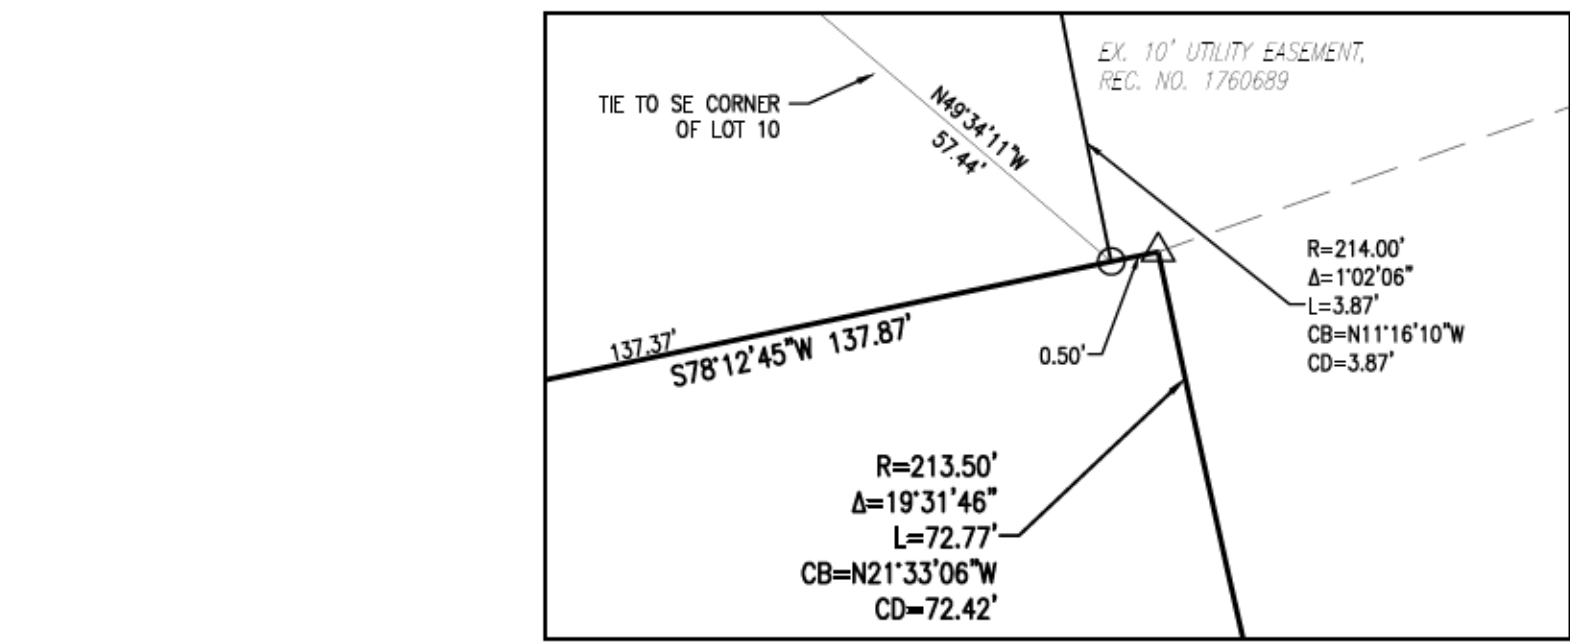 EX. 10' UTILITY EASEMENT,
REC. NO. 1760689
TIE TO SE CORNER
OF LOT 10
N49°34'11"W
57.44'
R=214.00'
Δ=1°02'06"
L=3.87'
CB=N11°16'10"W
CD=3.87'
137.37'
S78°12'45"W 137.87'
0.50'
R=213.50'
Δ=19°31'46"
L=72.77'
CB=N21°33'06"W
CD=72.42'